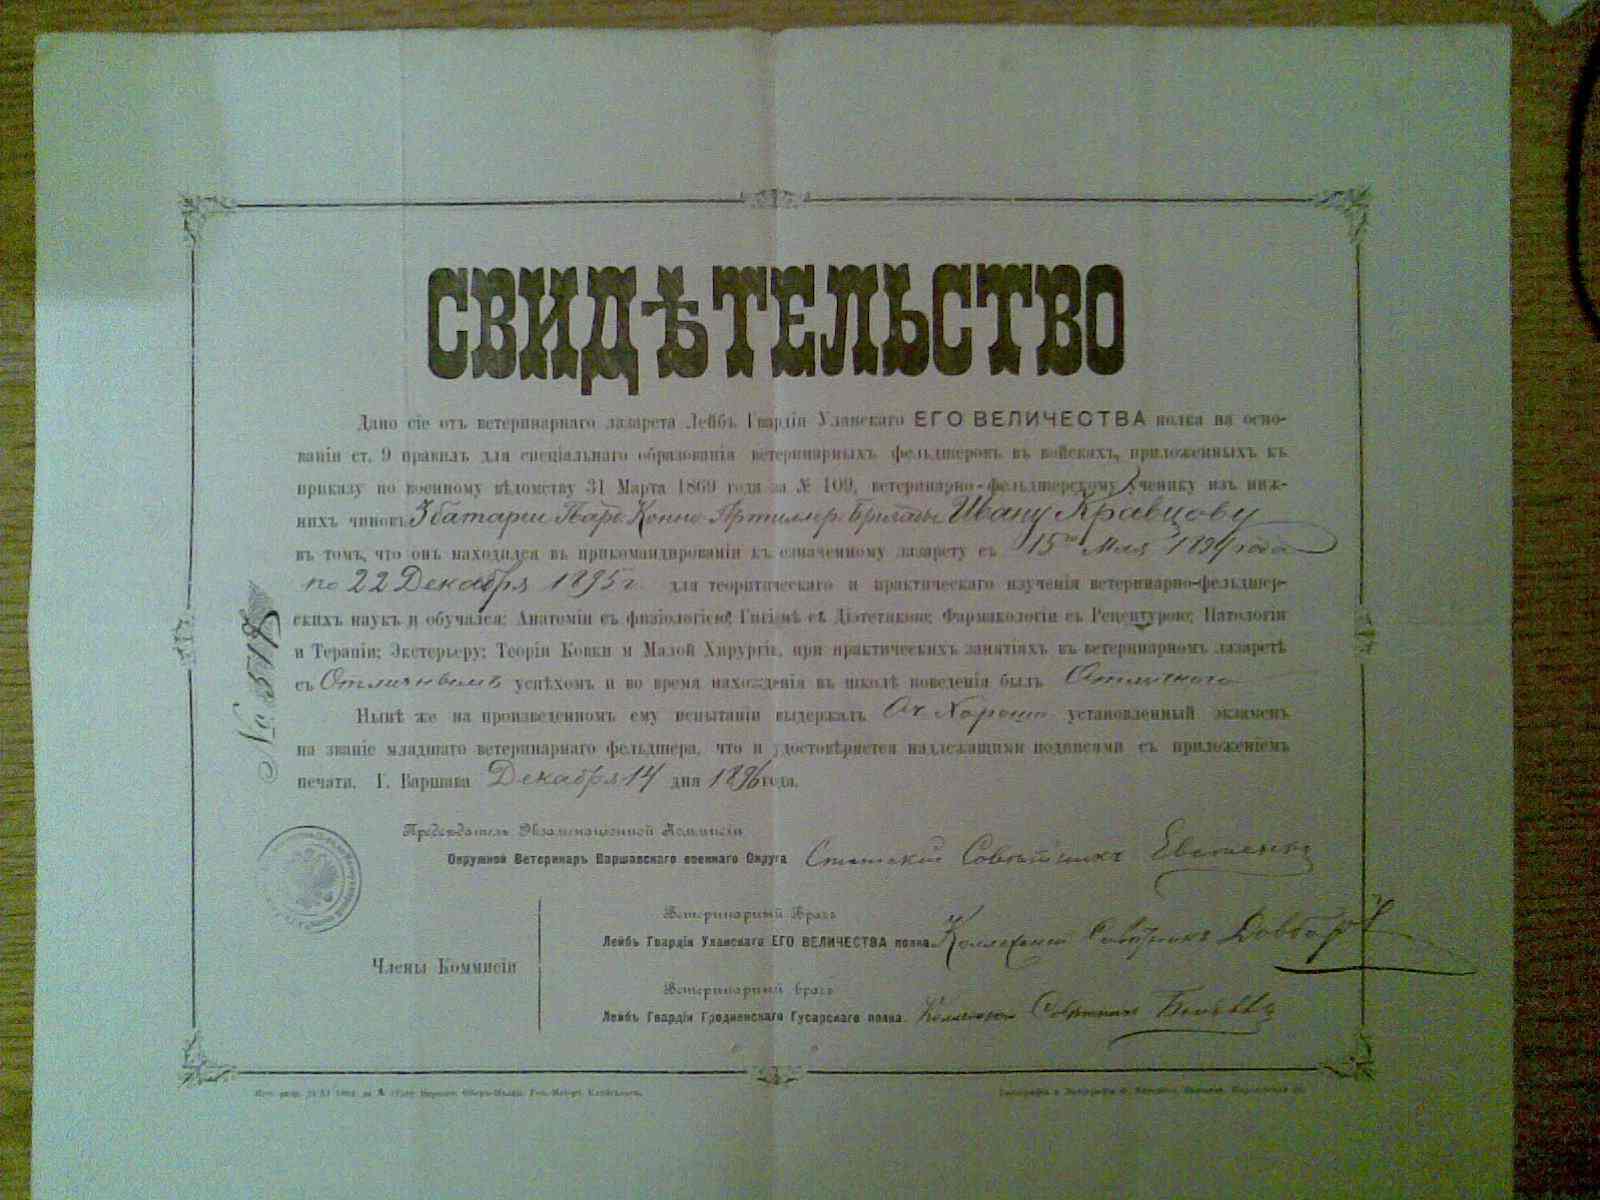 СВИДѢТЕЛЬСТВО
Дано сіе отъ ветеринарнаго лазарета Лейбъ Гвардіи Уланскаго ЕГО ВЕЛИЧЕСТВА полка на осно-
ваніи ст. 9 правилъ для спеціальнаго образованія ветеринарныхъ фельдшеровъ въ войскахъ, приложенныхъ къ
приказу по военному вѣдомству 31 Марта 1869 года за № 109, ветеринарно-фельдшерскому ученику изъ ниж-
нихъ чиновъ 3 батареи Гвар. Конно Артиллер. Бригады Ивану Кравцову
въ томъ, что онъ находился въ прикомандированіи къ означенному лазарету съ 15го Мая 1894 года
по 22 Декабря 1895 г. для теоритическаго и практическаго изученія ветеринарно-фельдшер-
скихъ наукъ и обучался: Анатоміи съ физіологіею; Гигіенѣ съ Діэтетикою; Фармакологіи съ Рецептурою; Патологіи
и Терапіи; Экстерьеру; Теоріи Ковки и Малой Хирургіи, при практическихъ занятіяхъ въ ветеринарномъ лазаретѣ
съ Отличнымъ успѣхомъ и во время нахожденія въ школѣ поведенія былъ Отличнаго
Нынѣ же на произведенномъ ему испытаніи выдержалъ Оч. Хорошо установленный экзаменъ
на званіе младшаго ветеринарнаго фельдшера, что и удостовѣряется надлежащими подписями съ приложеніемъ
печати. Г. Варшава Декабря 14 дня 1896 года.
№ 5518
Предсѣдатель Экзаменаціонной Коммисіи
Окружной Ветеринаръ Варшавскаго военнаго Округа Статскій Совѣтникъ
Ветеринарный Врачъ
Лейбъ Гвардіи Уланскаго ЕГО ВЕЛИЧЕСТВА полка Коллежскій Совѣтникъ
Члены Коммисіи
Ветеринарный врачъ
Лейбъ Гвардіи Гродненскаго Гусарскаго полка Коллежскій Совѣтникъ